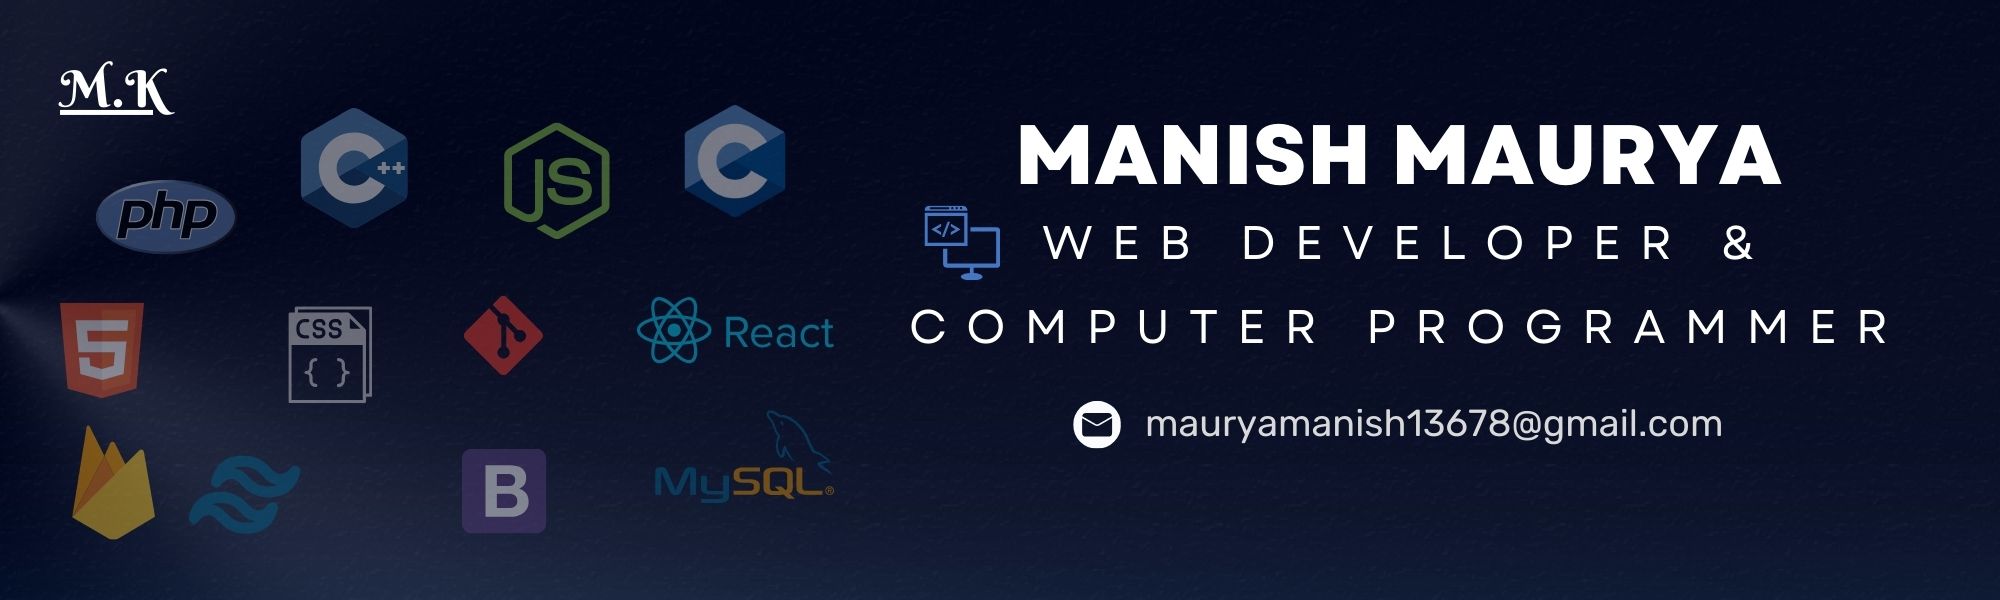 M.K
php
C++
JS
C
5
CSS
{ }
React
B
MySQL®
MANISH MAURYA
</>
WEB DEVELOPER &
COMPUTER PROGRAMMER
mauryamanish13678@gmail.com